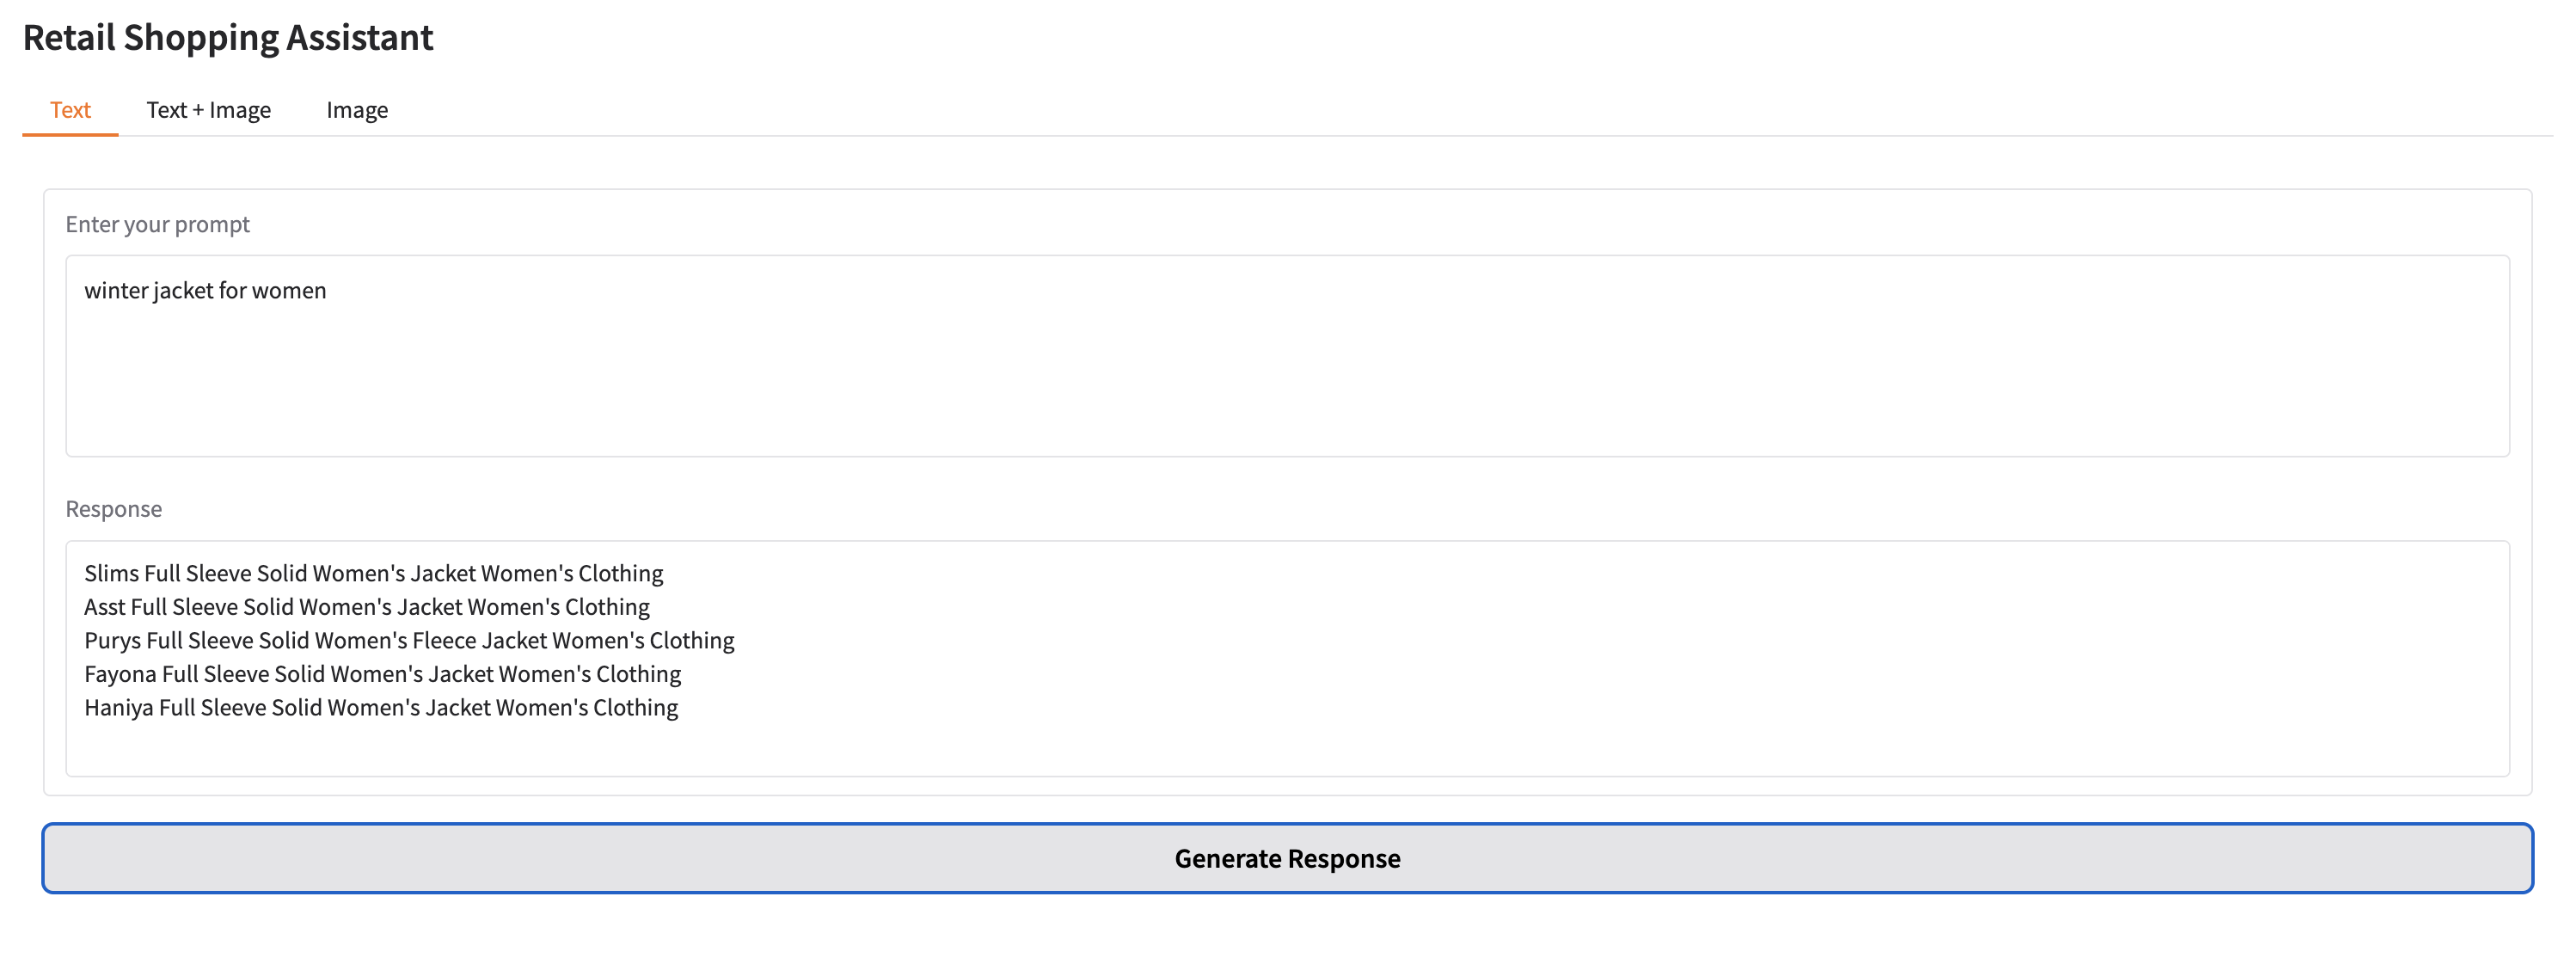 Retail Shopping Assistant
Text Text + Image Image
Enter your prompt
winter jacket for women
Response
Slims Full Sleeve Solid Women's Jacket Women's Clothing
Asst Full Sleeve Solid Women's Jacket Women's Clothing
Purys Full Sleeve Solid Women's Fleece Jacket Women's Clothing
Fayona Full Sleeve Solid Women's Jacket Women's Clothing
Haniya Full Sleeve Solid Women's Jacket Women's Clothing
Generate Response